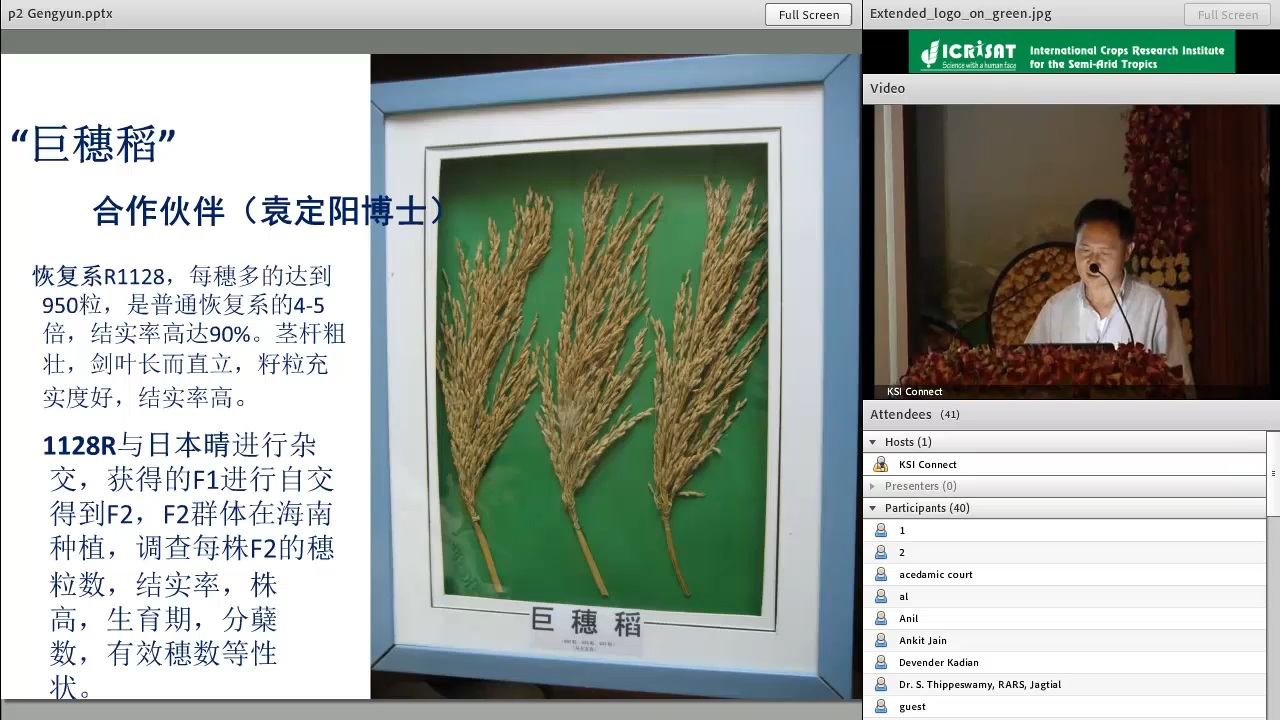 p2 Gengyun.pptx
Full Screen
Extended_logo_on_green.jpg
Full Screen
ICRISAT
Science with a human face
International Crops Research Institute
for the Semi-Arid Tropics
Video
“巨穗稻”
合作伙伴（袁定阳博士）
恢复系R1128，每穗多的达到
950粒，是普通恢复系的4-5
倍，结实率高达90%。茎杆粗
壮，剑叶长而直立，籽粒充
实度好，结实率高。
1128R与日本晴进行杂
交，获得的F1进行自交
得到F2，F2群体在海南
种植，调查每株F2的穗
粒数，结实率，株
高，生育期，分蘖
数，有效穗数等性
状。
巨穗稻
KSI Connect
Attendees (41)
Hosts (1)
KSI Connect
Presenters (0)
Participants (40)
1
2
acedamic court
al
Anil
Ankit Jain
Devender Kadian
Dr. S. Thippeswamy, RARS, Jagtial
guest